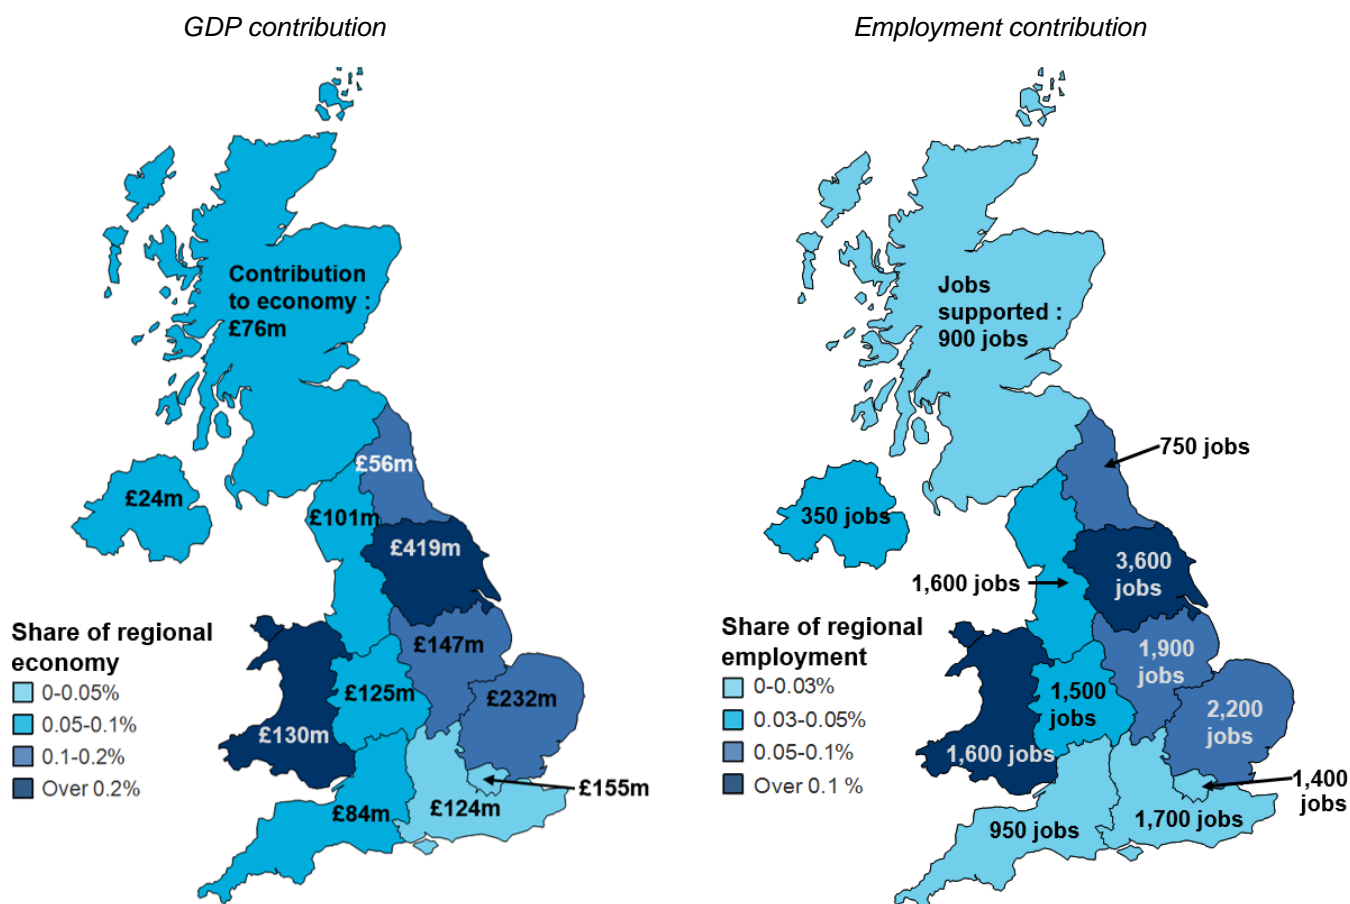 GDP contribution
Contribution
to economy :
£76m
£56m
£24m
£101m
£419m
£147m
£125m
£232m
£130m
£155m
£124m
£84m
Share of regional
economy
0-0.05%
0.05-0.1%
0.1-0.2%
Over 0.2%
Employment contribution
Jobs
supported :
900 jobs
750 jobs
350 jobs
3,600
jobs
1,600 jobs
1,900
jobs
1,500
jobs
2,200
jobs
1,600 jobs
1,400
jobs
1,700 jobs
950 jobs
Share of regional
employment
0-0.03%
0.03-0.05%
0.05-0.1%
Over 0.1 %